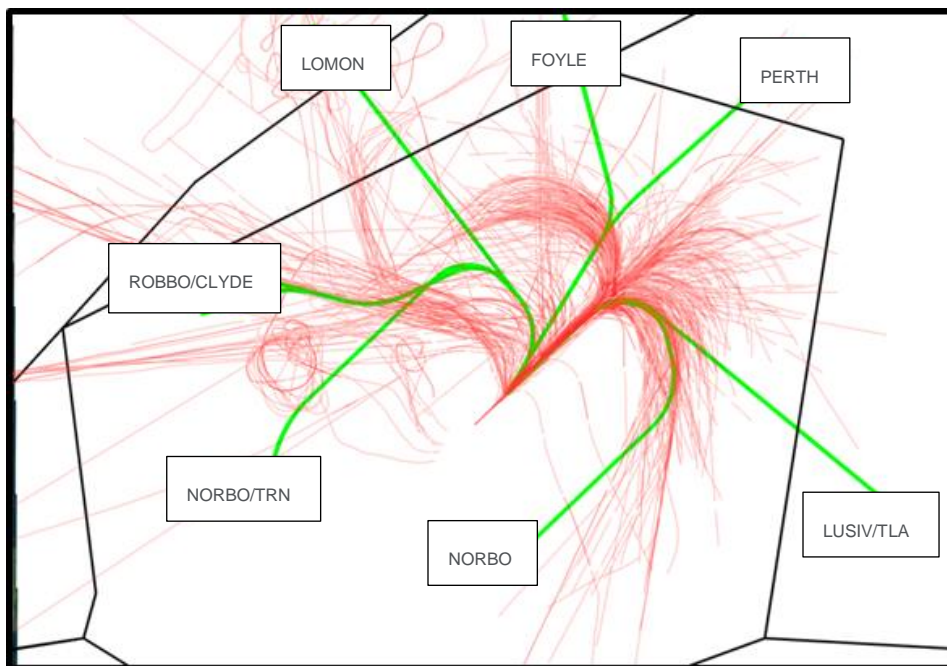 LOMON
FOYLE
PERTH
ROBBO/CLYDE
NORBO/TRN
NORBO
LUSIV/TLA